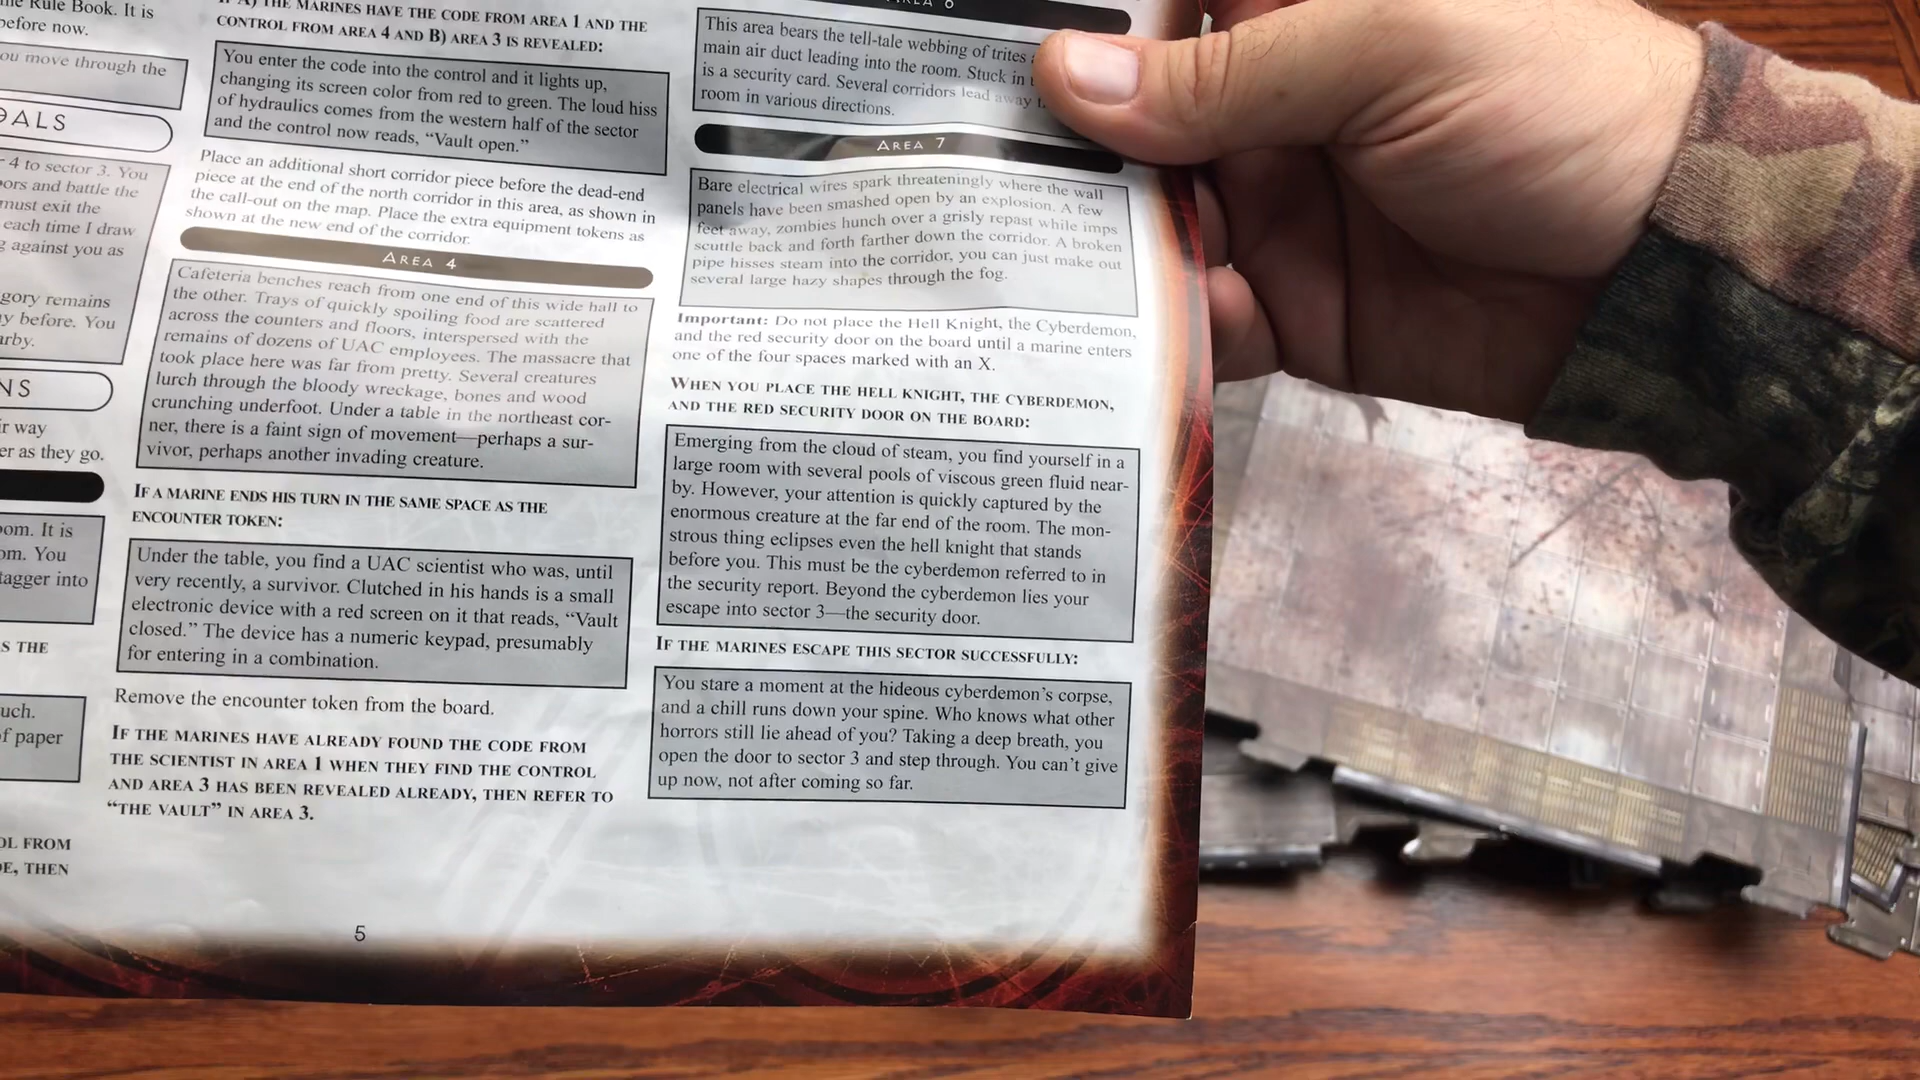 he Rule Book. It is
before now.
ou move through the
OALS
4 to sector 3. You
oors and battle the
must exit the
each time I draw
g against you as
gory remains
y before. You
arby.
NS
r way
er as they go.
oom. It is
om. You
tagger into
S THE
uch.
f paper
OL FROM
DE, THEN
IF A) THE MARINES HAVE THE CODE FROM AREA 1 AND THE
CONTROL FROM AREA 4 AND B) AREA 3 IS REVEALED:
You enter the code into the control and it lights up,
changing its screen color from red to green. The loud hiss
of hydraulics comes from the western half of the sector
and the control now reads, “Vault open.”
Place an additional short corridor piece before the dead-end
piece at the end of the north corridor in this area, as shown in
the call-out on the map. Place the extra equipment tokens as
shown at the new end of the corridor.
AREA 4
Cafeteria benches reach from one end of this wide hall to
the other. Trays of quickly spoiling food are scattered
across the counters and floors, interspersed with the
remains of dozens of UAC employees. The massacre that
took place here was far from pretty. Several creatures
lurch through the bloody wreckage, bones and wood
crunching underfoot. Under a table in the northeast cor-
ner, there is a faint sign of movement—perhaps a sur-
vivor, perhaps another invading creature.
IF A MARINE ENDS HIS TURN IN THE SAME SPACE AS THE
ENCOUNTER TOKEN:
Under the table, you find a UAC scientist who was, until
very recently, a survivor. Clutched in his hands is a small
electronic device with a red screen on it that reads, “Vault
closed.” The device has a numeric keypad, presumably
for entering in a combination.
Remove the encounter token from the board.
IF THE MARINES HAVE ALREADY FOUND THE CODE FROM
THE SCIENTIST IN AREA 1 WHEN THEY FIND THE CONTROL
AND AREA 3 HAS BEEN REVEALED ALREADY, THEN REFER TO
“THE VAULT” IN AREA 3.
5
AREA 6
This area bears the tell-tale webbing of trites
main air duct leading into the room. Stuck in
is a security card. Several corridors lead away
room in various directions.
AREA 7
Bare electrical wires spark threateningly where the wall
panels have been smashed open by an explosion. A few
feet away, zombies hunch over a grisly repast while imps
scuttle back and forth farther down the corridor. A broken
pipe hisses steam into the corridor, you can just make out
several large hazy shapes through the fog.
Important: Do not place the Hell Knight, the Cyberdemon,
and the red security door on the board until a marine enters
one of the four spaces marked with an X.
WHEN YOU PLACE THE HELL KNIGHT, THE CYBERDEMON,
AND THE RED SECURITY DOOR ON THE BOARD:
Emerging from the cloud of steam, you find yourself in a
large room with several pools of viscous green fluid near-
by. However, your attention is quickly captured by the
enormous creature at the far end of the room. The mon-
strous thing eclipses even the hell knight that stands
before you. This must be the cyberdemon referred to in
the security report. Beyond the cyberdemon lies your
escape into sector 3—the security door.
IF THE MARINES ESCAPE THIS SECTOR SUCCESSFULLY:
You stare a moment at the hideous cyberdemon’s corpse,
and a chill runs down your spine. Who knows what other
horrors still lie ahead of you? Taking a deep breath, you
open the door to sector 3 and step through. You can’t give
up now, not after coming so far.